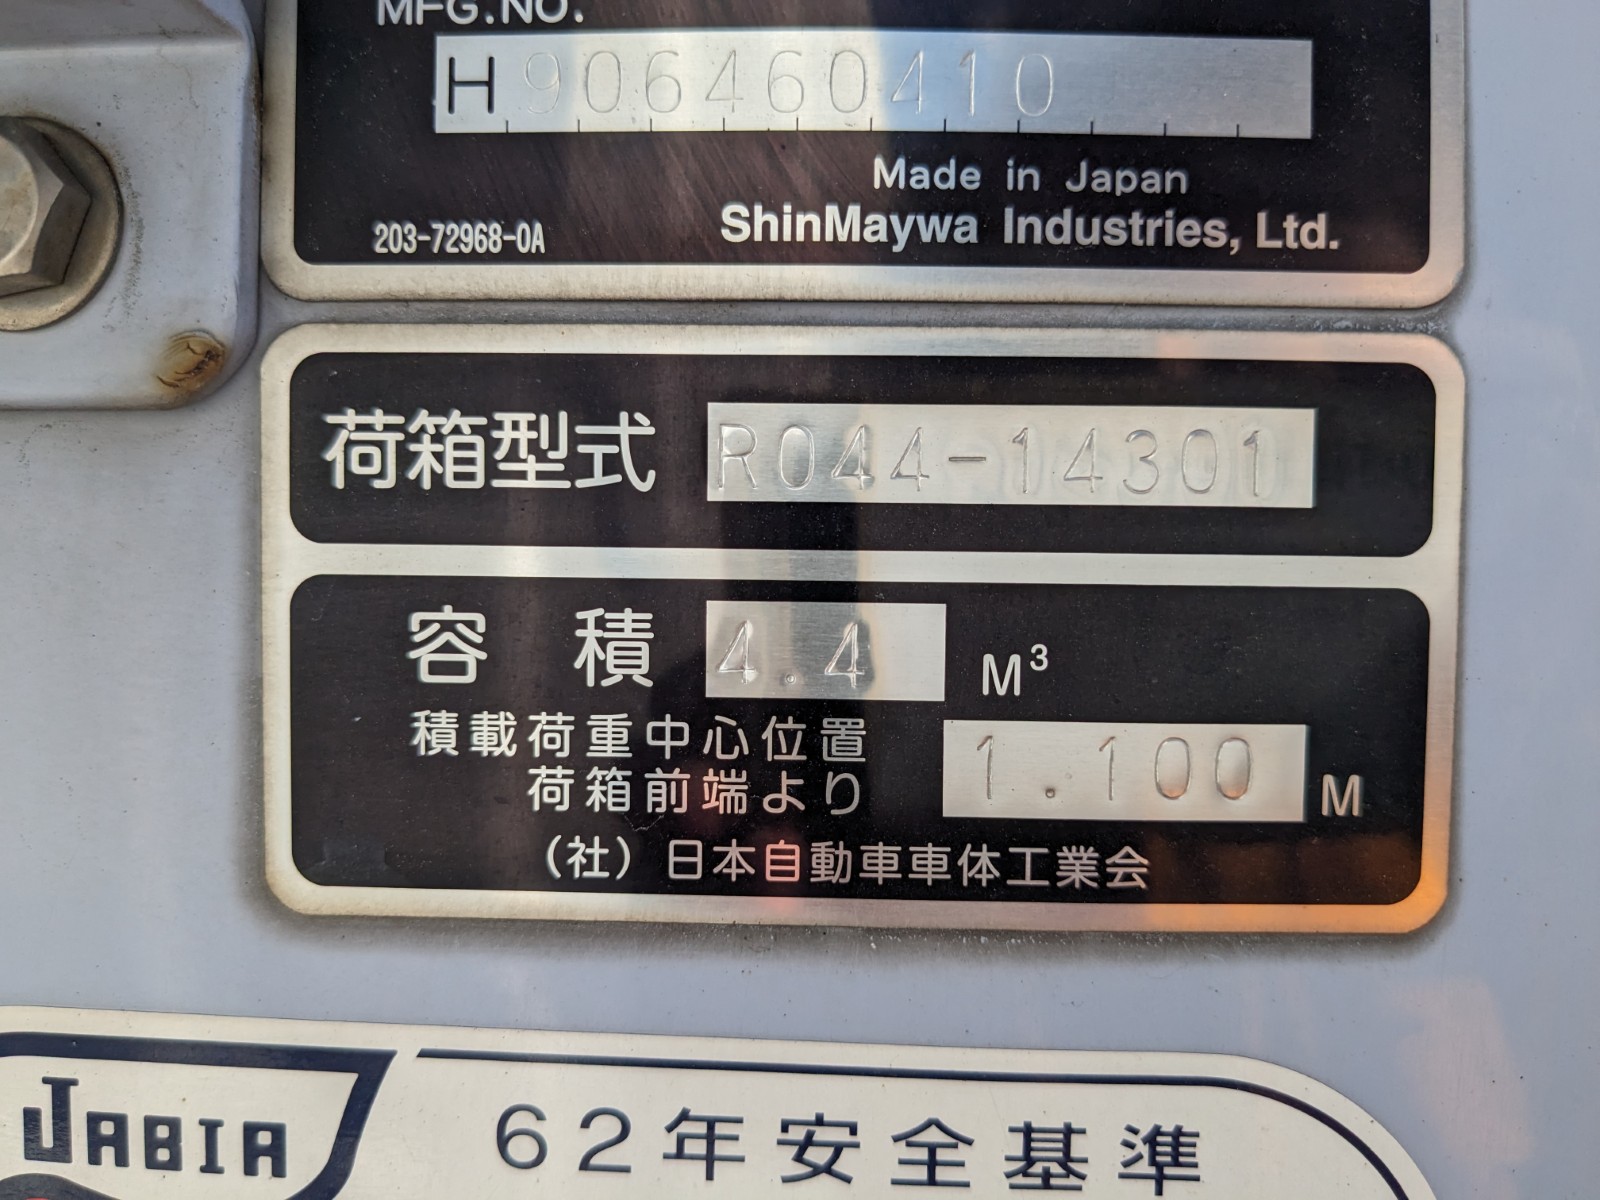 MFG.NO.
H906460410
Made in Japan
203-72968-0A ShinMaywa Industries, Ltd.
荷箱型式 R044-14301
容 積 4.4 M³
積載荷重中心位置
荷箱前端より 1.100 M
(社)日本自動車車体工業会
JABIA 62年安全基準